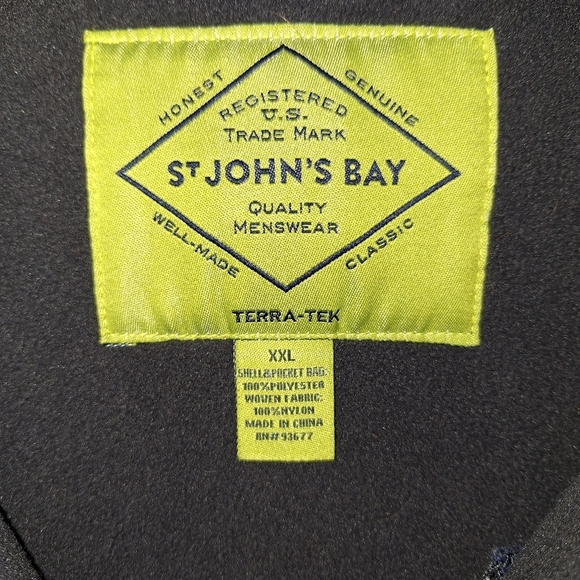 HONEST
GENUINE
REGISTERED
U.S.
TRADE MARK
ST JOHN'S BAY
QUALITY
MENSWEAR
WELL-MADE
CLASSIC
TERRA-TEK
XXL
SHELL&POCKET BAG:
100%POLYESTER
WOVEN FABRIC:
100%NYLON
MADE IN CHINA
RN#93677